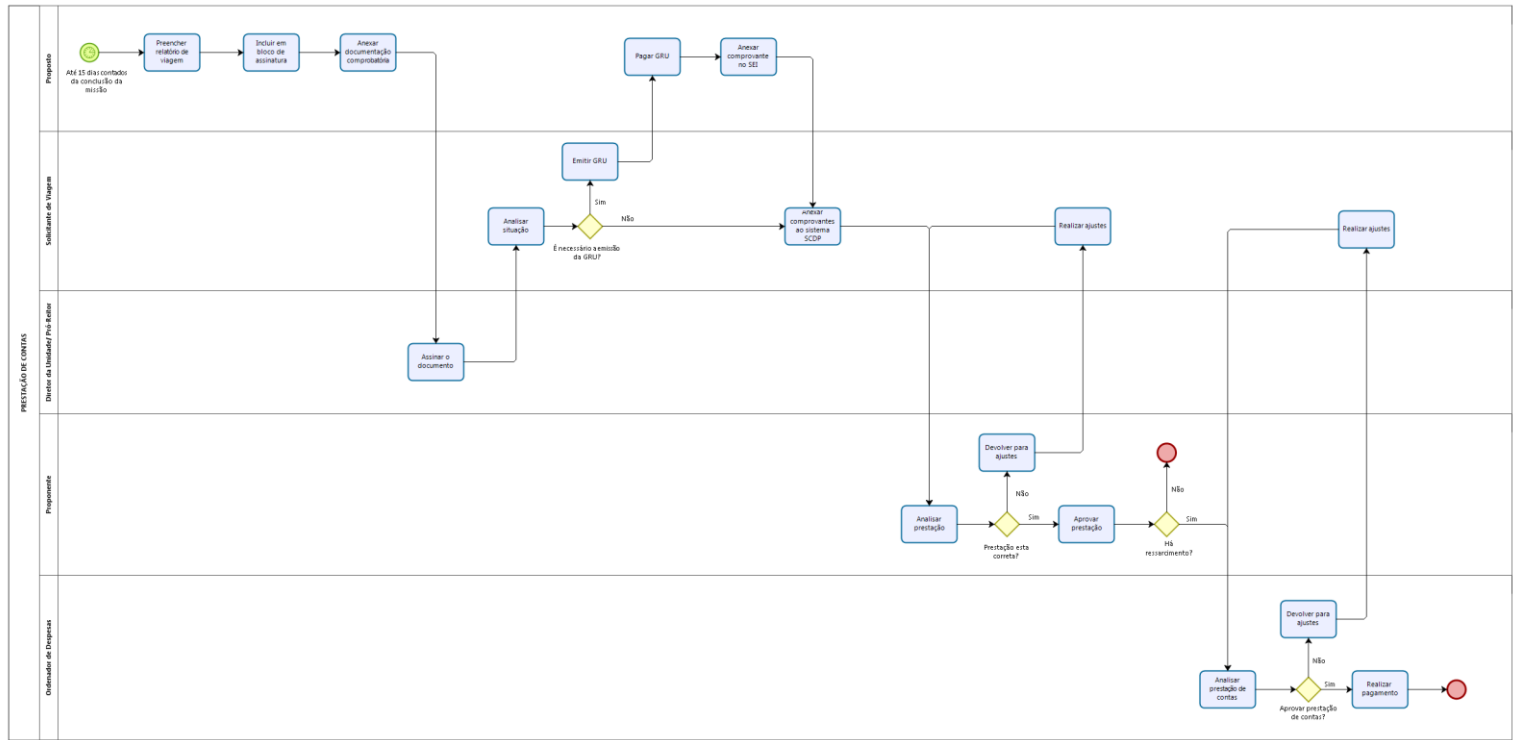 PRESTAÇÃO DE CONTAS
Proposto
Até 15 dias contados
da conclusão da
missão
Preencher
relatório de
viagem
Incluir em
bloco de
assinatura
Anexar
documentação
comprobatória
Pagar GRU
Anexar
comprovante
no SEI
Solicitante de Viagem
Emitir GRU
Sim
Analisar
situação
Não
É necessário a emissão
da GRU?
Anexar
comprovantes
ao sistema
SCDP
Realizar ajustes
Realizar ajustes
Diretor da Unidade/ Pró-Reitor
Assinar o
documento
Proponente
Devolver para
ajustes
Não
Não
Analisar
prestação
Sim
Aprovar
prestação
Sim
Prestação esta
correta?
Há
ressarcimento?
Ordenador de Despesas
Devolver para
ajustes
Não
Analisar
prestação de
contas
Sim
Realizar
pagamento
Aprovar prestação
de contas?